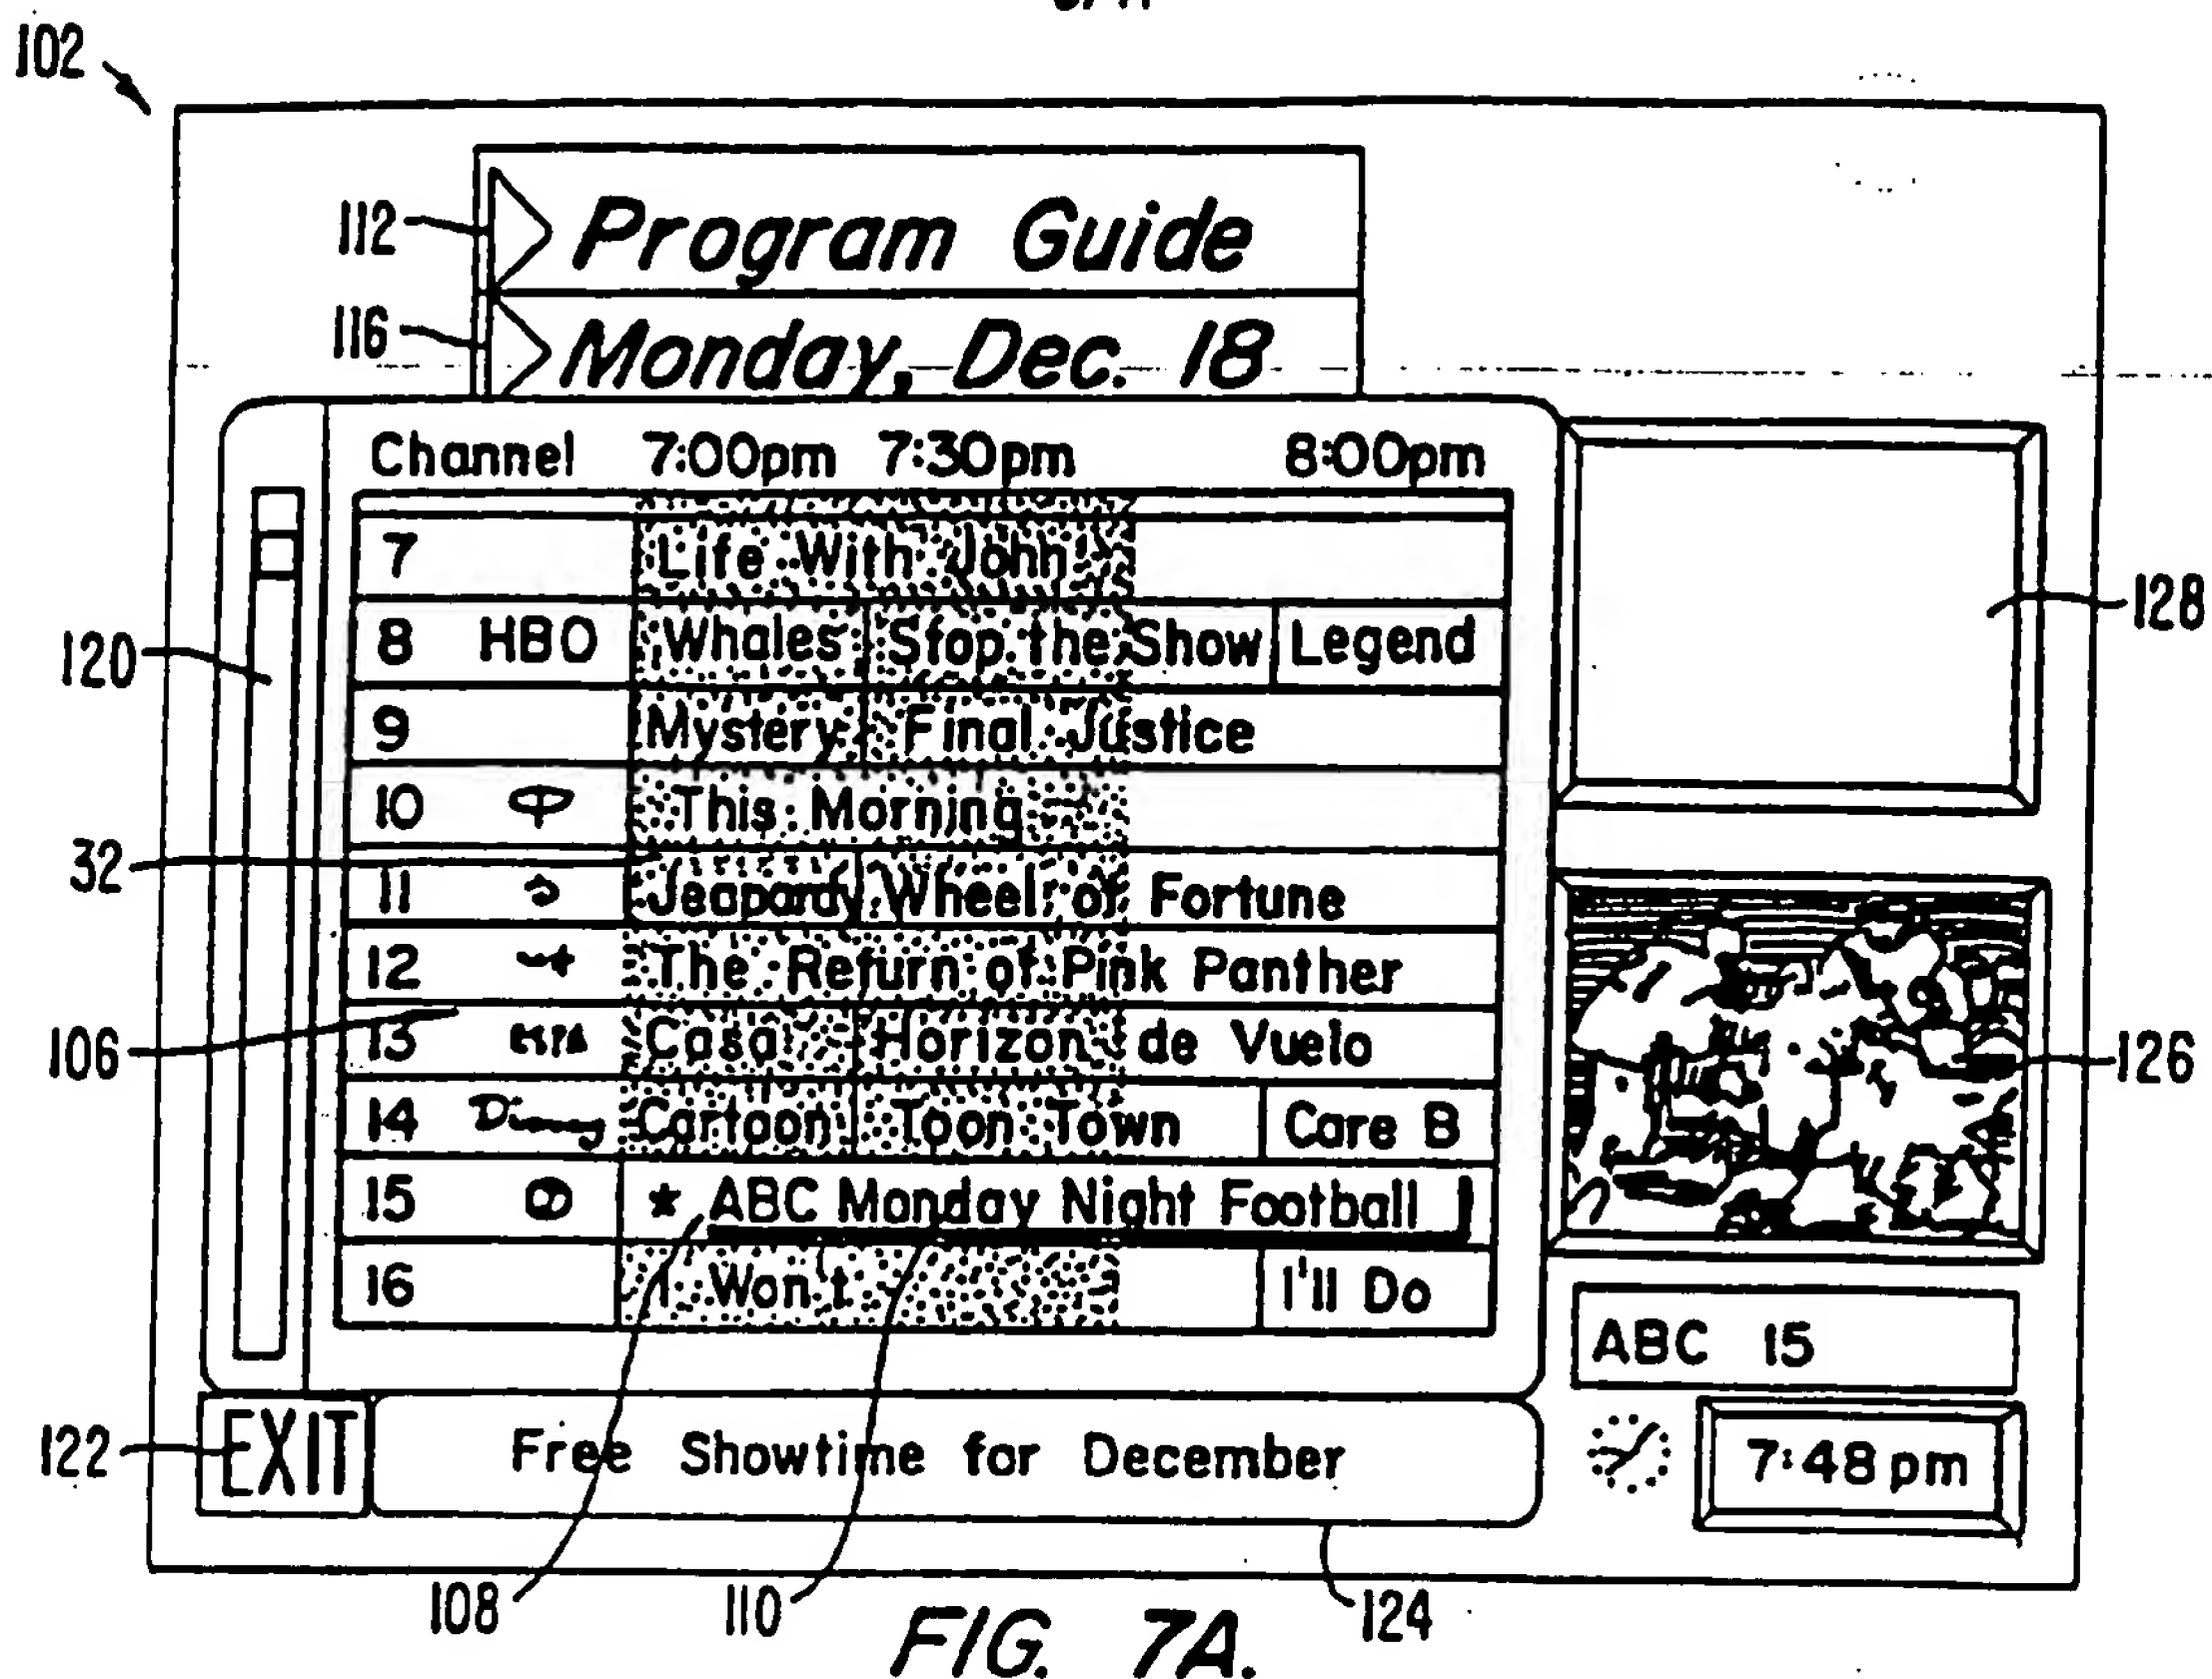 102
112
Program Guide
116
Monday, Dec. 18
Channel 7:00pm 7:30pm 8:00pm
7 Life With John
8 HBO Whales Stop the Show Legend
120
128
9 Mystery Final Justice
10 This Morning
32
11 Jeapardy Wheel of Fortune
12 The Return of Pink Panther
106
13 Casa Horizon de Vuelo
126
14 Disney Cartoon Toon Town Care B
15 ★ ABC Monday Night Football
16 I Won't I'll Do
ABC 15
122
EXIT Free Showtime for December
7:48 pm
108 110 124
FIG. 7A.